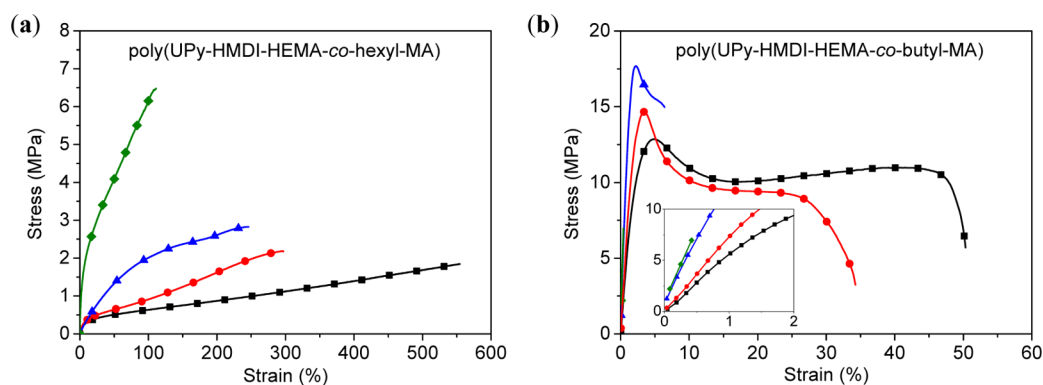 (a)
poly(UPy-HMDI-HEMA-co-hexyl-MA)
Stress (MPa)
8
7
6
5
4
3
2
1
0
0 100 200 300 400 500 600
Strain (%)
(b)
poly(UPy-HMDI-HEMA-co-butyl-MA)
Stress (MPa)
20
15
10
5
0
10
5
0
0 1 2
0 10 20 30 40 50 60
Strain (%)